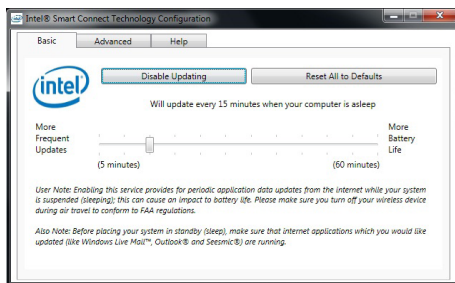 Intel® Smart Connect Technology Configuration
Basic Advanced Help
intel
Disable Updating Reset All to Defaults
Will update every 15 minutes when your computer is asleep
More Frequent Updates
More Battery Life
(5 minutes) (60 minutes)
User Note: Enabling this service provides for periodic application data updates from the internet while your system
is suspended (sleeping); this can cause an impact to battery life. Please make sure you turn off your wireless device
during air travel to conform to FAA regulations.
Also Note: Before placing your system in standby (sleep), make sure that internet applications which you would like
updated (like Windows Live Mail™, Outlook® and Seesmic®) are running.